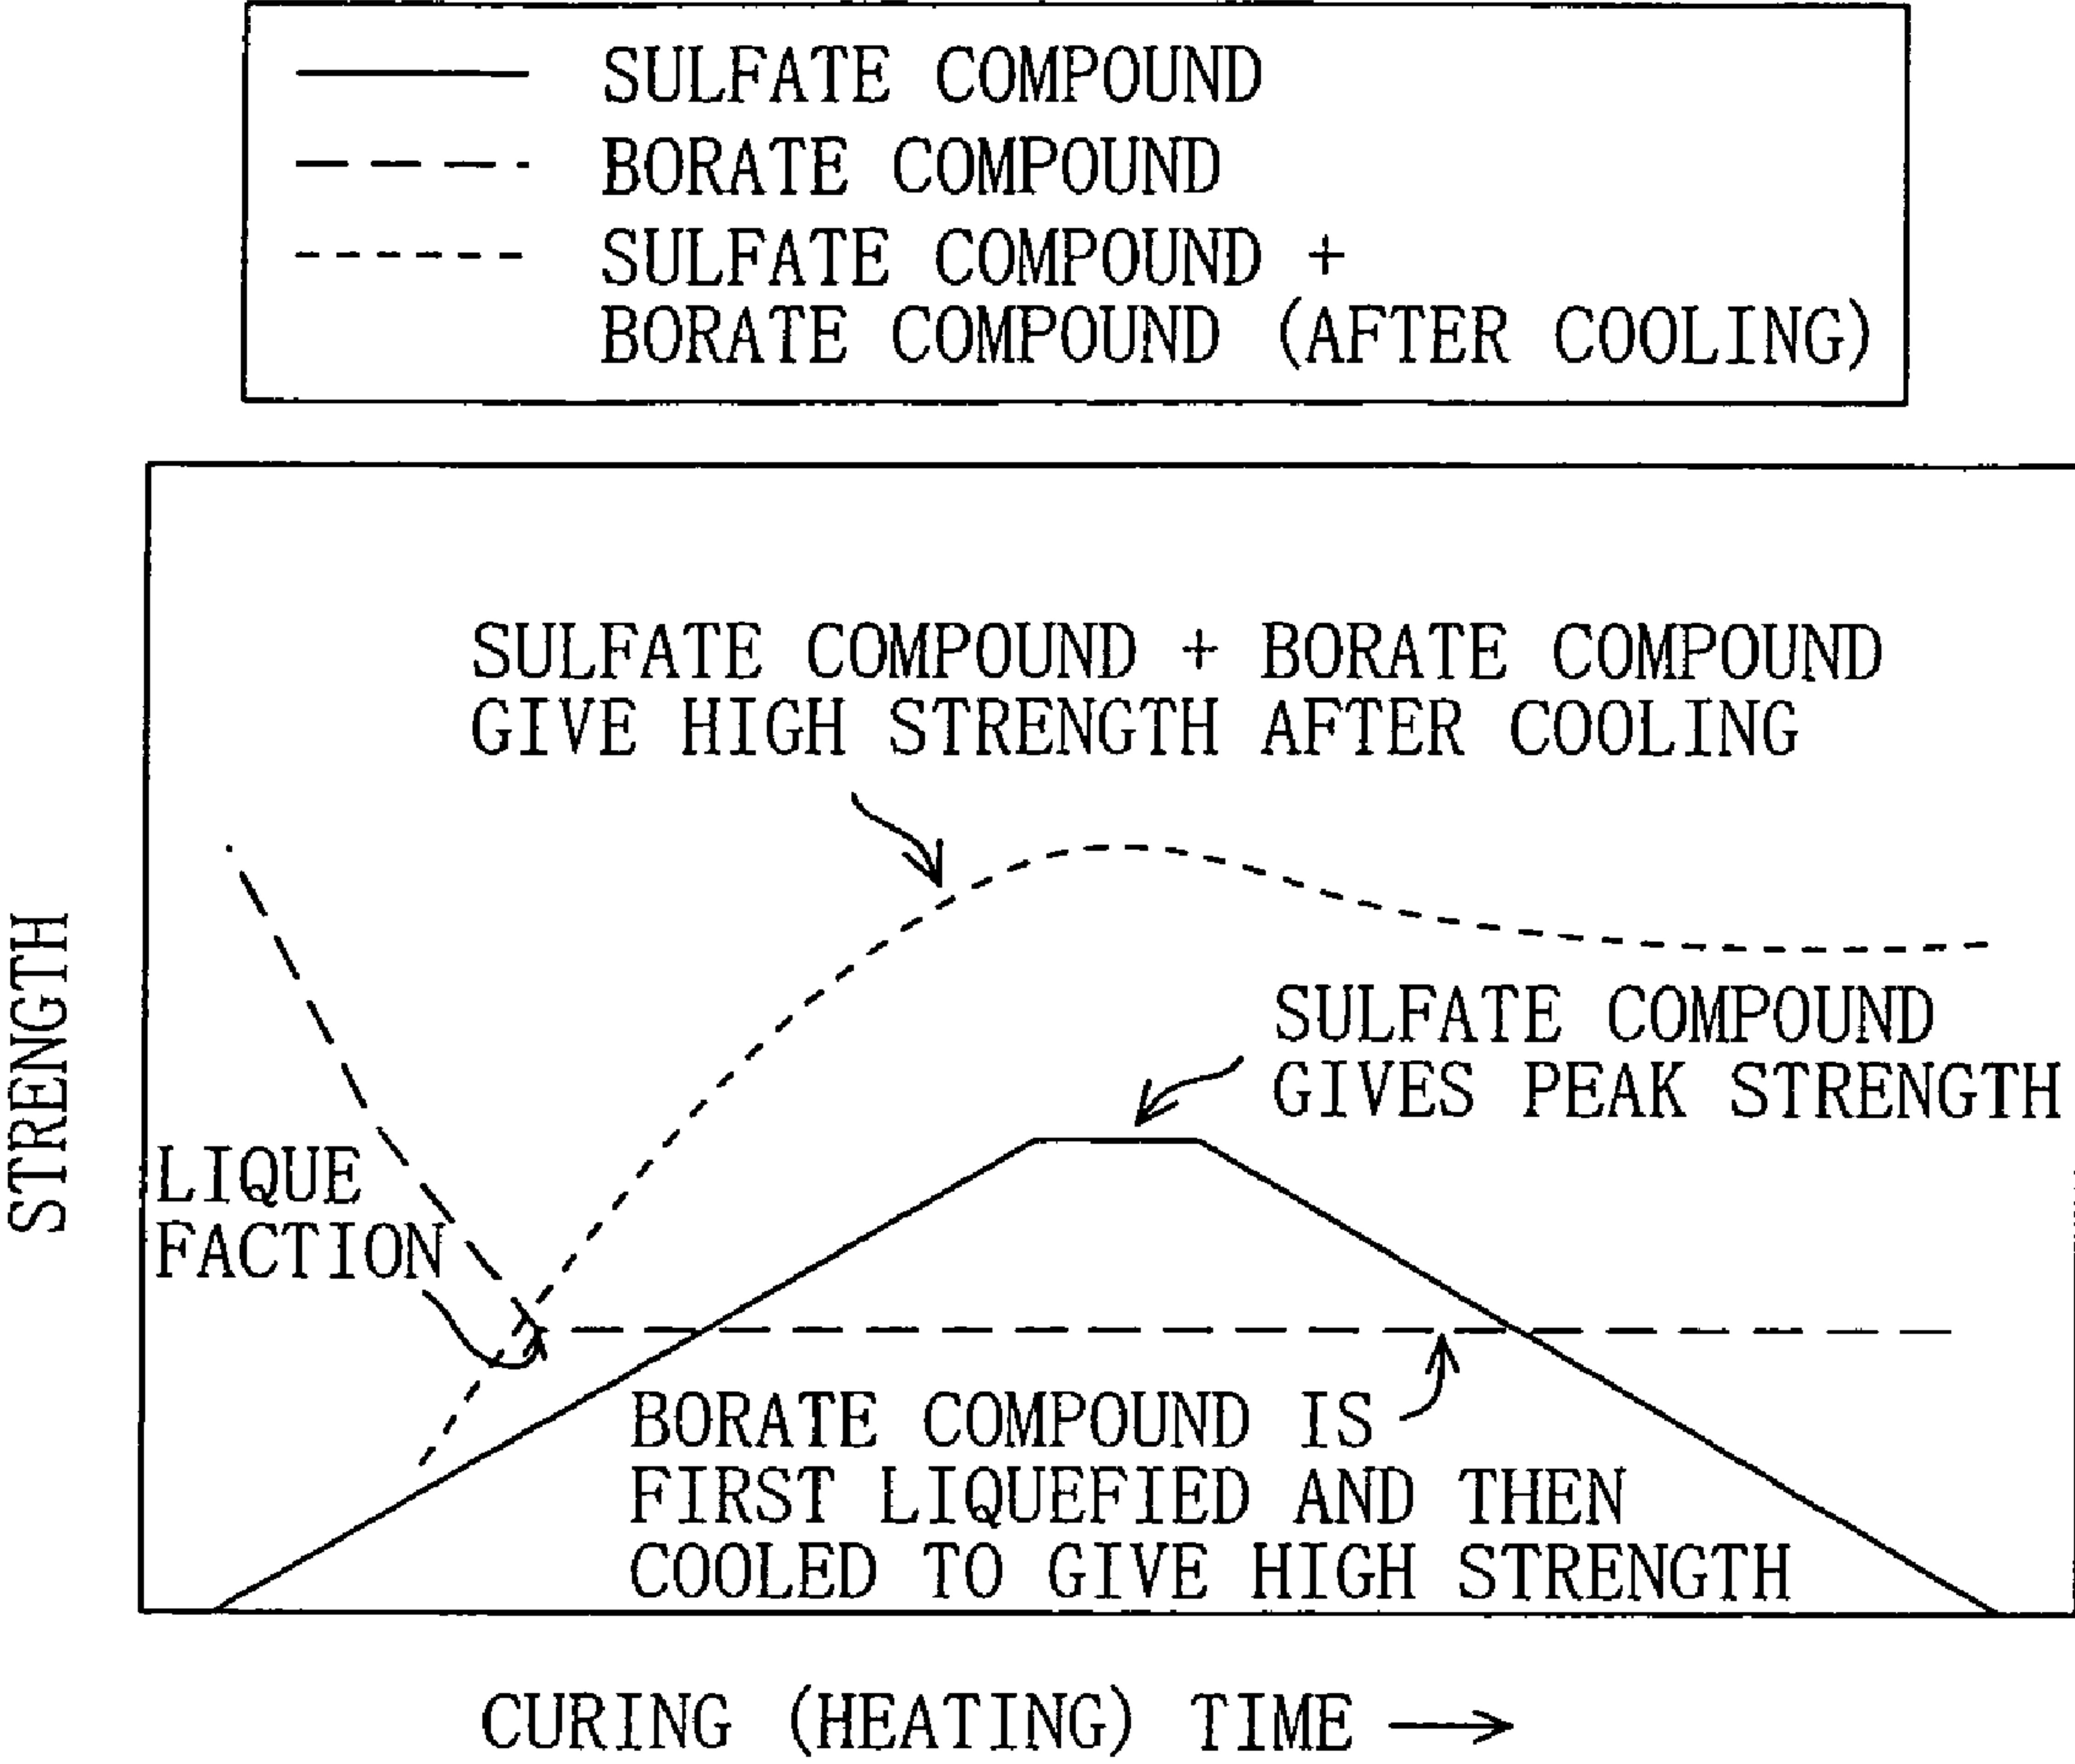 SULFATE COMPOUND
BORATE COMPOUND
SULFATE COMPOUND +
BORATE COMPOUND (AFTER COOLING)
SULFATE COMPOUND + BORATE COMPOUND
GIVE HIGH STRENGTH AFTER COOLING
SULFATE COMPOUND
GIVES PEAK STRENGTH
STRENGTH
LIQUE
FACTION
BORATE COMPOUND IS
FIRST LIQUEFIED AND THEN
COOLED TO GIVE HIGH STRENGTH
CURING (HEATING) TIME